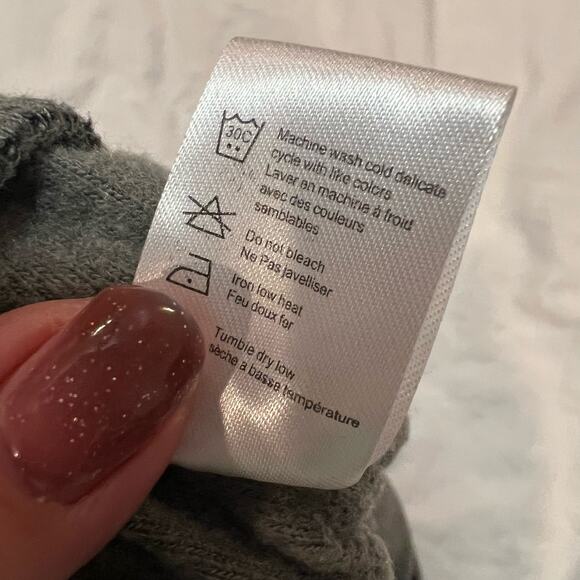 30C
Machine wash cold delicate
cycle with like colors
Laver en machine à froid
avec des couleurs
semblables
Do not bleach
Ne Pas javelliser
Iron low heat
Feu doux fer
Tumble dry low
sèche à basse température